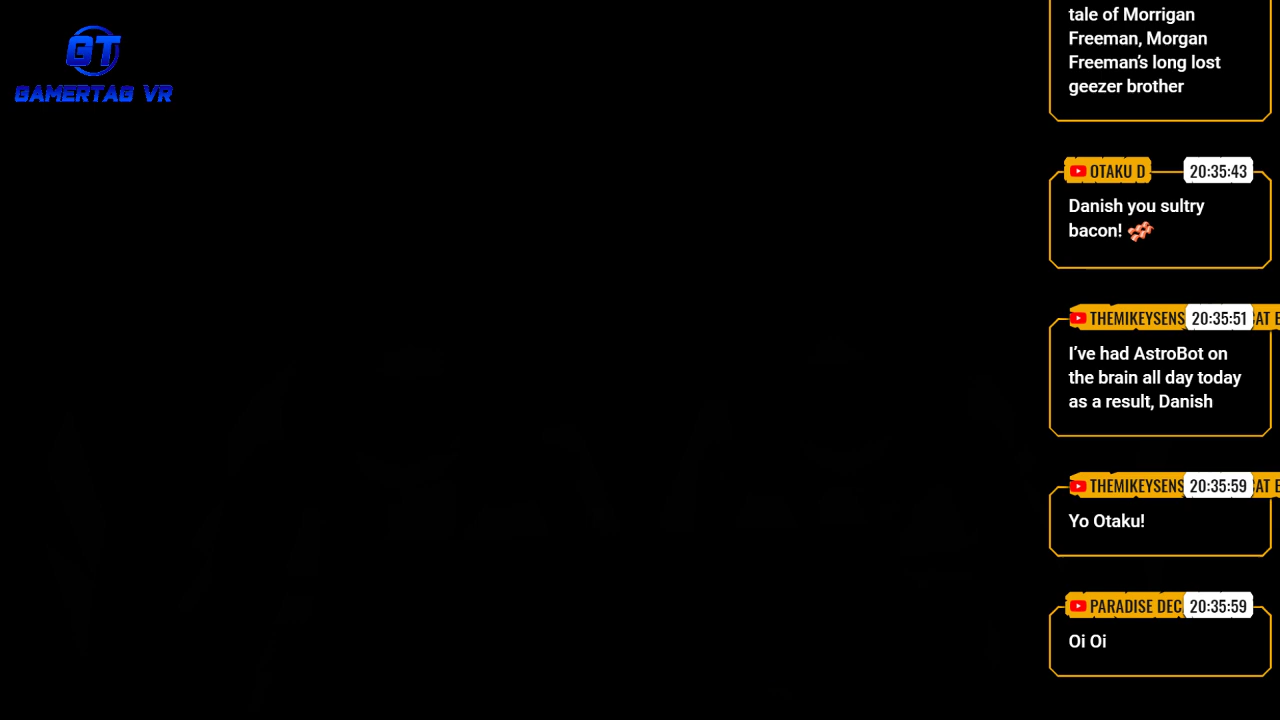 GT
GAMERTAG VR
tale of Morrigan
Freeman, Morgan
Freeman's long lost
geezer brother
OTAKU D 20:35:43
Danish you sultry
bacon! 🥓
THEMIKEYSENS 20:35:51
I've had AstroBot on
the brain all day today
as a result, Danish
THEMIKEYSENS 20:35:59
Yo Otaku!
PARADISE DEC 20:35:59
Oi Oi